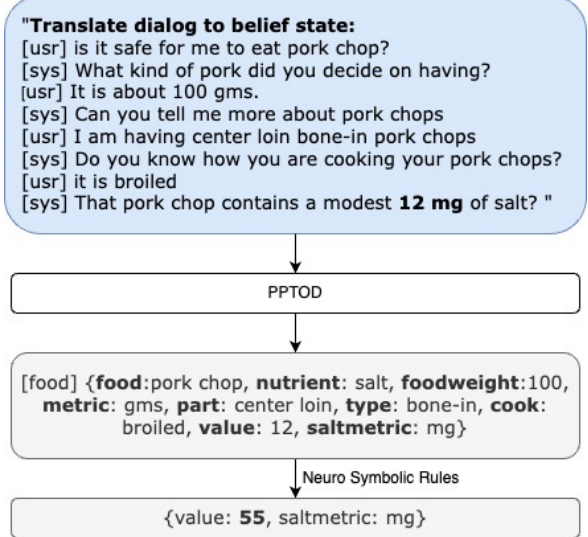 "Translate dialog to belief state:
[usr] is it safe for me to eat pork chop?
[sys] What kind of pork did you decide on having?
[usr] It is about 100 gms.
[sys] Can you tell me more about pork chops
[usr] I am having center loin bone-in pork chops
[sys] Do you know how you are cooking your pork chops?
[usr] it is broiled
[sys] That pork chop contains a modest 12 mg of salt? "
PPTOD
[food] {food:pork chop, nutrient: salt, foodweight:100,
metric: gms, part: center loin, type: bone-in, cook:
broiled, value: 12, saltmetric: mg}
Neuro Symbolic Rules
{value: 55, saltmetric: mg}